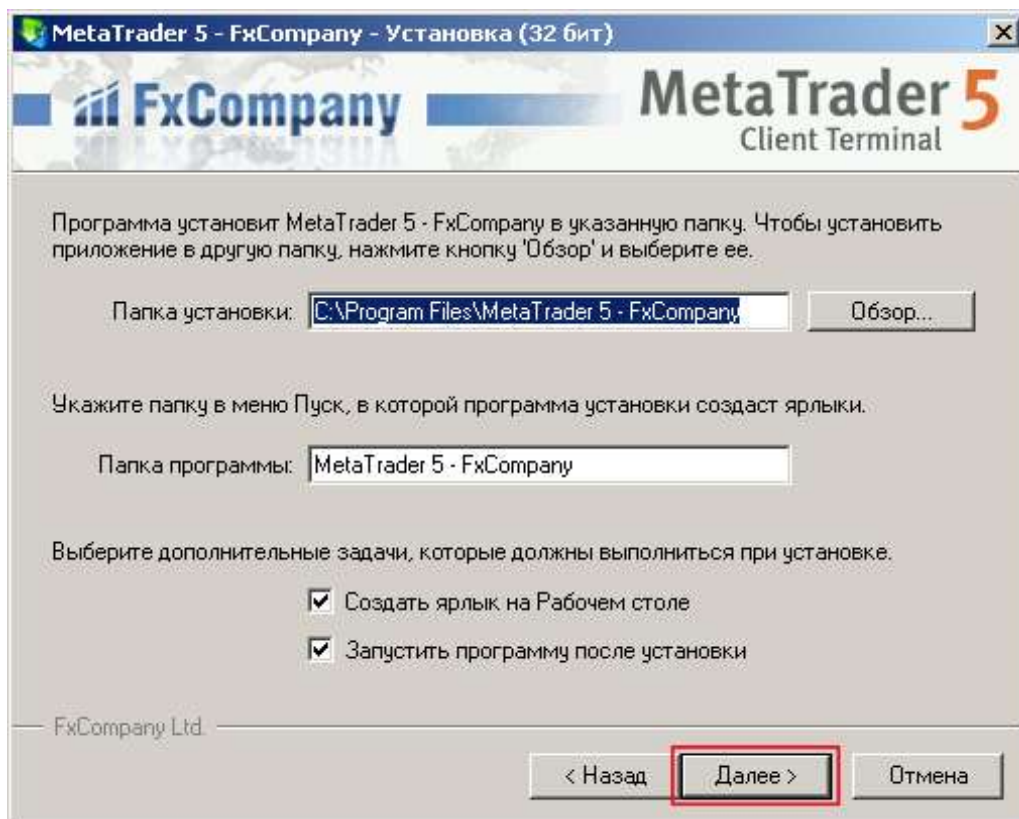 MetaTrader 5 - FxCompany - Установка (32 бит)
FxCompany
MetaTrader 5
Client Terminal
Программа установит MetaTrader 5 - FxCompany в указанную папку. Чтобы установить
приложение в другую папку, нажмите кнопку 'Обзор' и выберите ее.
Папка установки: C:\Program Files\MetaTrader 5 - FxCompany Обзор...
Укажите папку в меню Пуск, в которой программа установки создаст ярлыки.
Папка программы: MetaTrader 5 - FxCompany
Выберите дополнительные задачи, которые должны выполниться при установке:
Создать ярлык на Рабочем столе
Запустить программу после установки
FxCompany Ltd.
< Назад Далее > Отмена